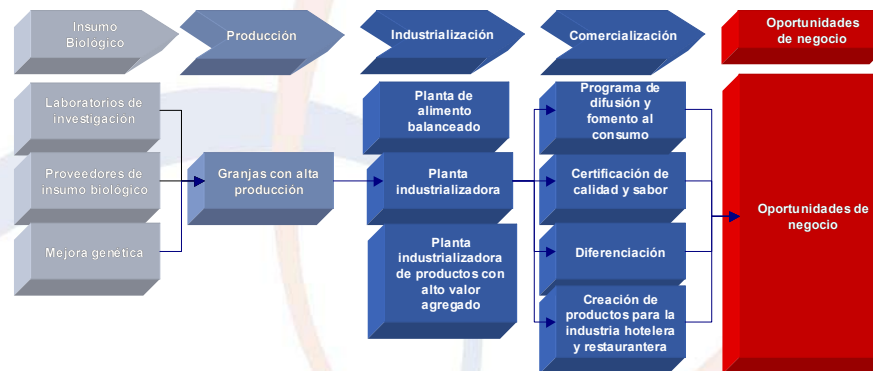 Insumo
Biológico
Producción
Industrialización
Comercialización
Oportunidades
de negocio
Laboratorios de
investigación
Proveedores de
insumo biológico
Mejora genética
Granjas con alta
producción
Planta de
alimento
balanceado
Planta
industrializadora
Planta
industrializadora
de productos con
alto valor
agregado
Programa de
difusión y
fomento al
consumo
Certificación de
calidad y sabor
Diferenciación
Creación de
productos para la
industria hotelera
y restaurantera
Oportunidades de
negocio